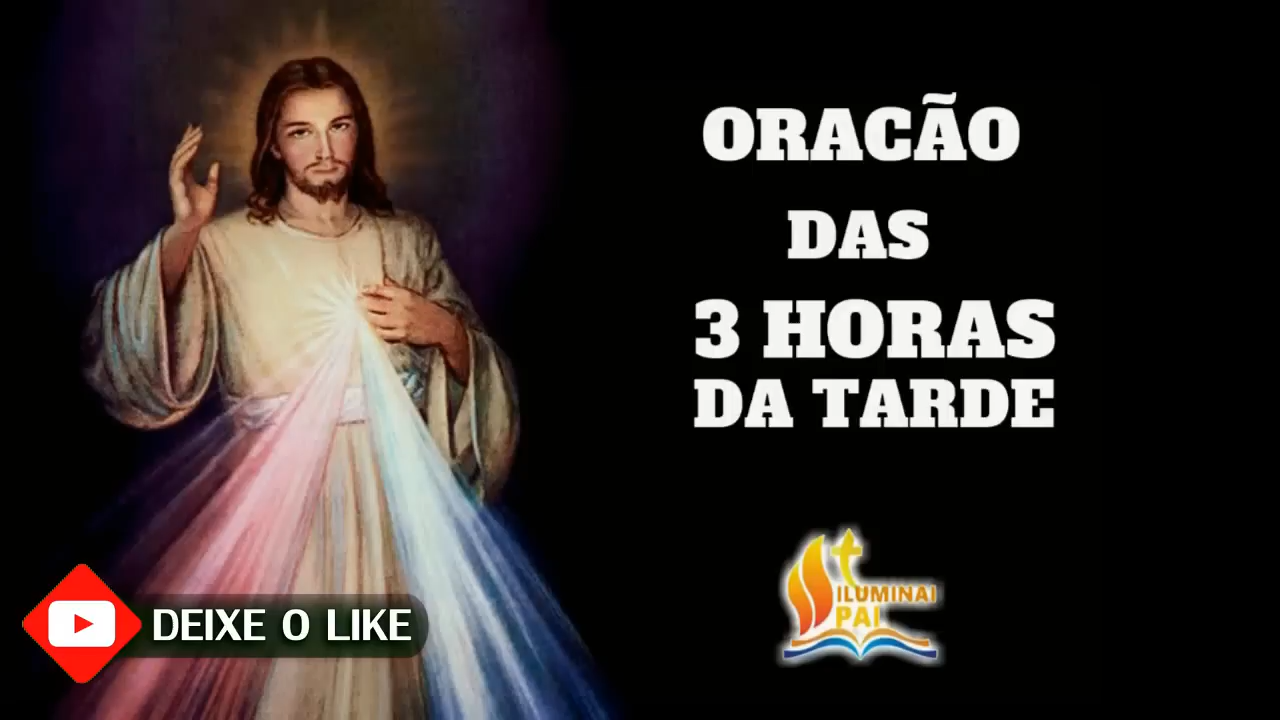 ORACÃO
DAS
3 HORAS
DA TARDE
ILUMINAI
PAI
DEIXE O LIKE